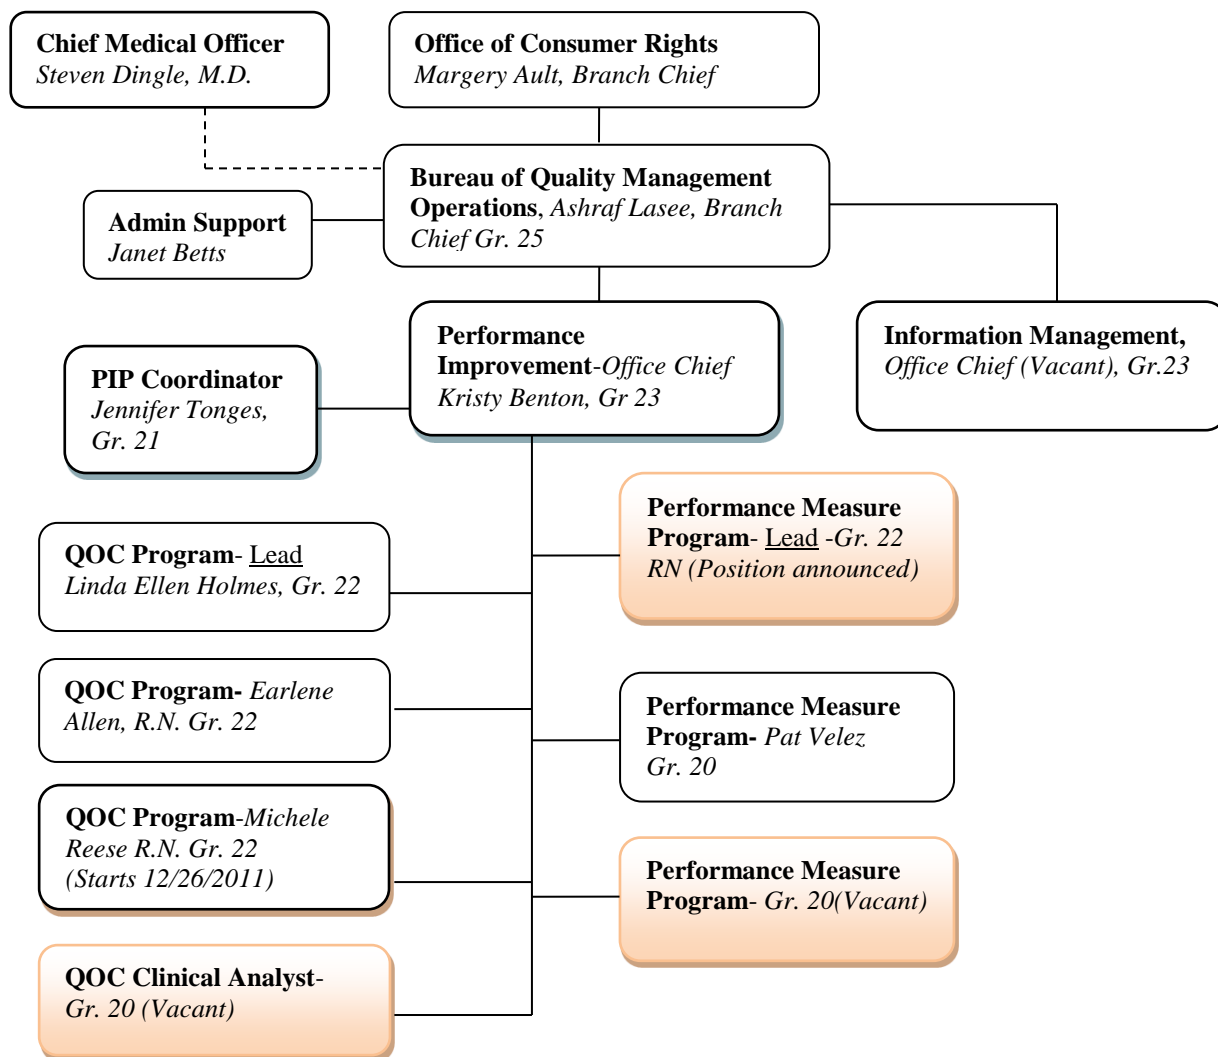 Chief Medical Officer
Steven Dingle, M.D.
Office of Consumer Rights
Margery Ault, Branch Chief
Bureau of Quality Management
Operations, Ashraf Lasee, Branch
Chief Gr. 25
Admin Support
Janet Betts
Performance
Improvement-Office Chief
Kristy Benton, Gr 23
Information Management,
Office Chief (Vacant), Gr.23
PIP Coordinator
Jennifer Tonges,
Gr. 21
QOC Program- Lead
Linda Ellen Holmes, Gr. 22
Performance Measure
Program- Lead -Gr. 22
RN (Position announced)
QOC Program- Earlene
Allen, R.N. Gr. 22
Performance Measure
Program- Pat Velez
Gr. 20
QOC Program-Michele
Reese R.N. Gr. 22
(Starts 12/26/2011)
Performance Measure
Program- Gr. 20(Vacant)
QOC Clinical Analyst-
Gr. 20 (Vacant)